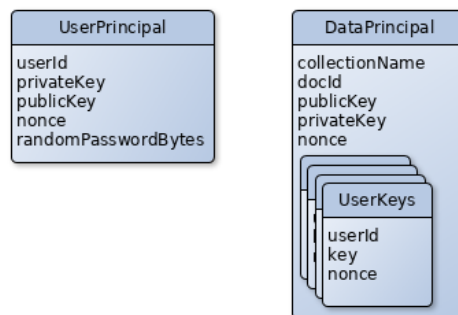 UserPrincipal
userId
privateKey
publicKey
nonce
randomPasswordBytes
DataPrincipal
collectionName
docId
publicKey
privateKey
nonce
UserKeys
userId
key
nonce